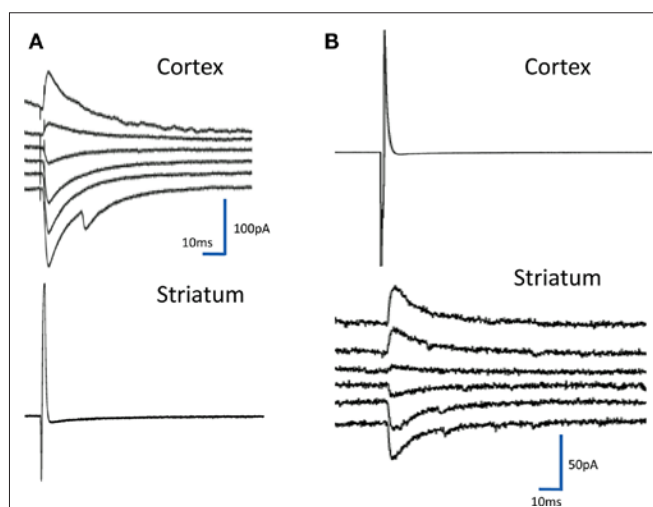 A
Cortex
100pA
10ms
Striatum
B
Cortex
Striatum
50pA
10ms